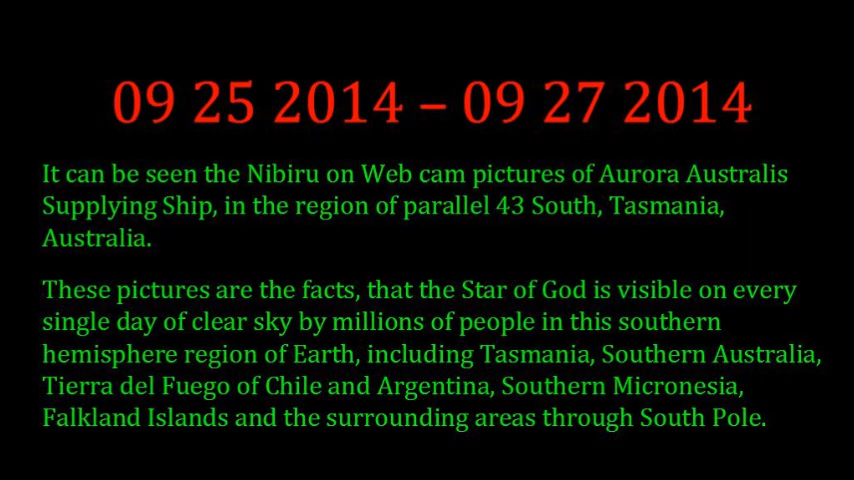 09 25 2014 – 09 27 2014
It can be seen the Nibiru on Web cam pictures of Aurora Australis
Supplying Ship, in the region of parallel 43 South, Tasmania,
Australia.
These pictures are the facts, that the Star of God is visible on every
single day of clear sky by millions of people in this southern
hemisphere region of Earth, including Tasmania, Southern Australia,
Tierra del Fuego of Chile and Argentina, Southern Micronesia,
Falkland Islands and the surrounding areas through South Pole.